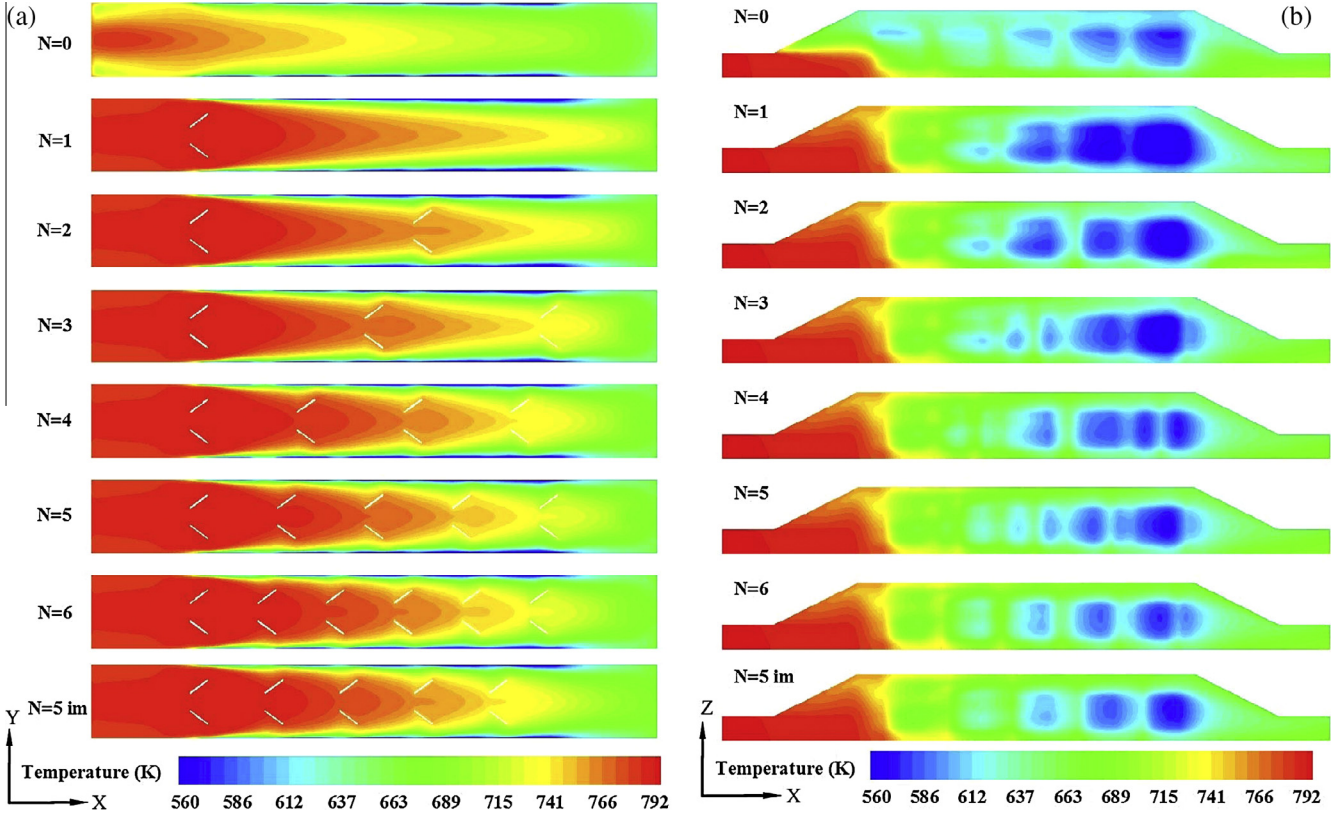 (a)
N=0
N=1
N=2
N=3
N=4
N=5
N=6
N=5 im
Y
X
Temperature (K)
560 586 612 637 663 689 715 741 766 792
(b)
N=0
N=1
N=2
N=3
N=4
N=5
N=6
N=5 im
Z
X
Temperature (K)
560 586 612 637 663 689 715 741 766 792